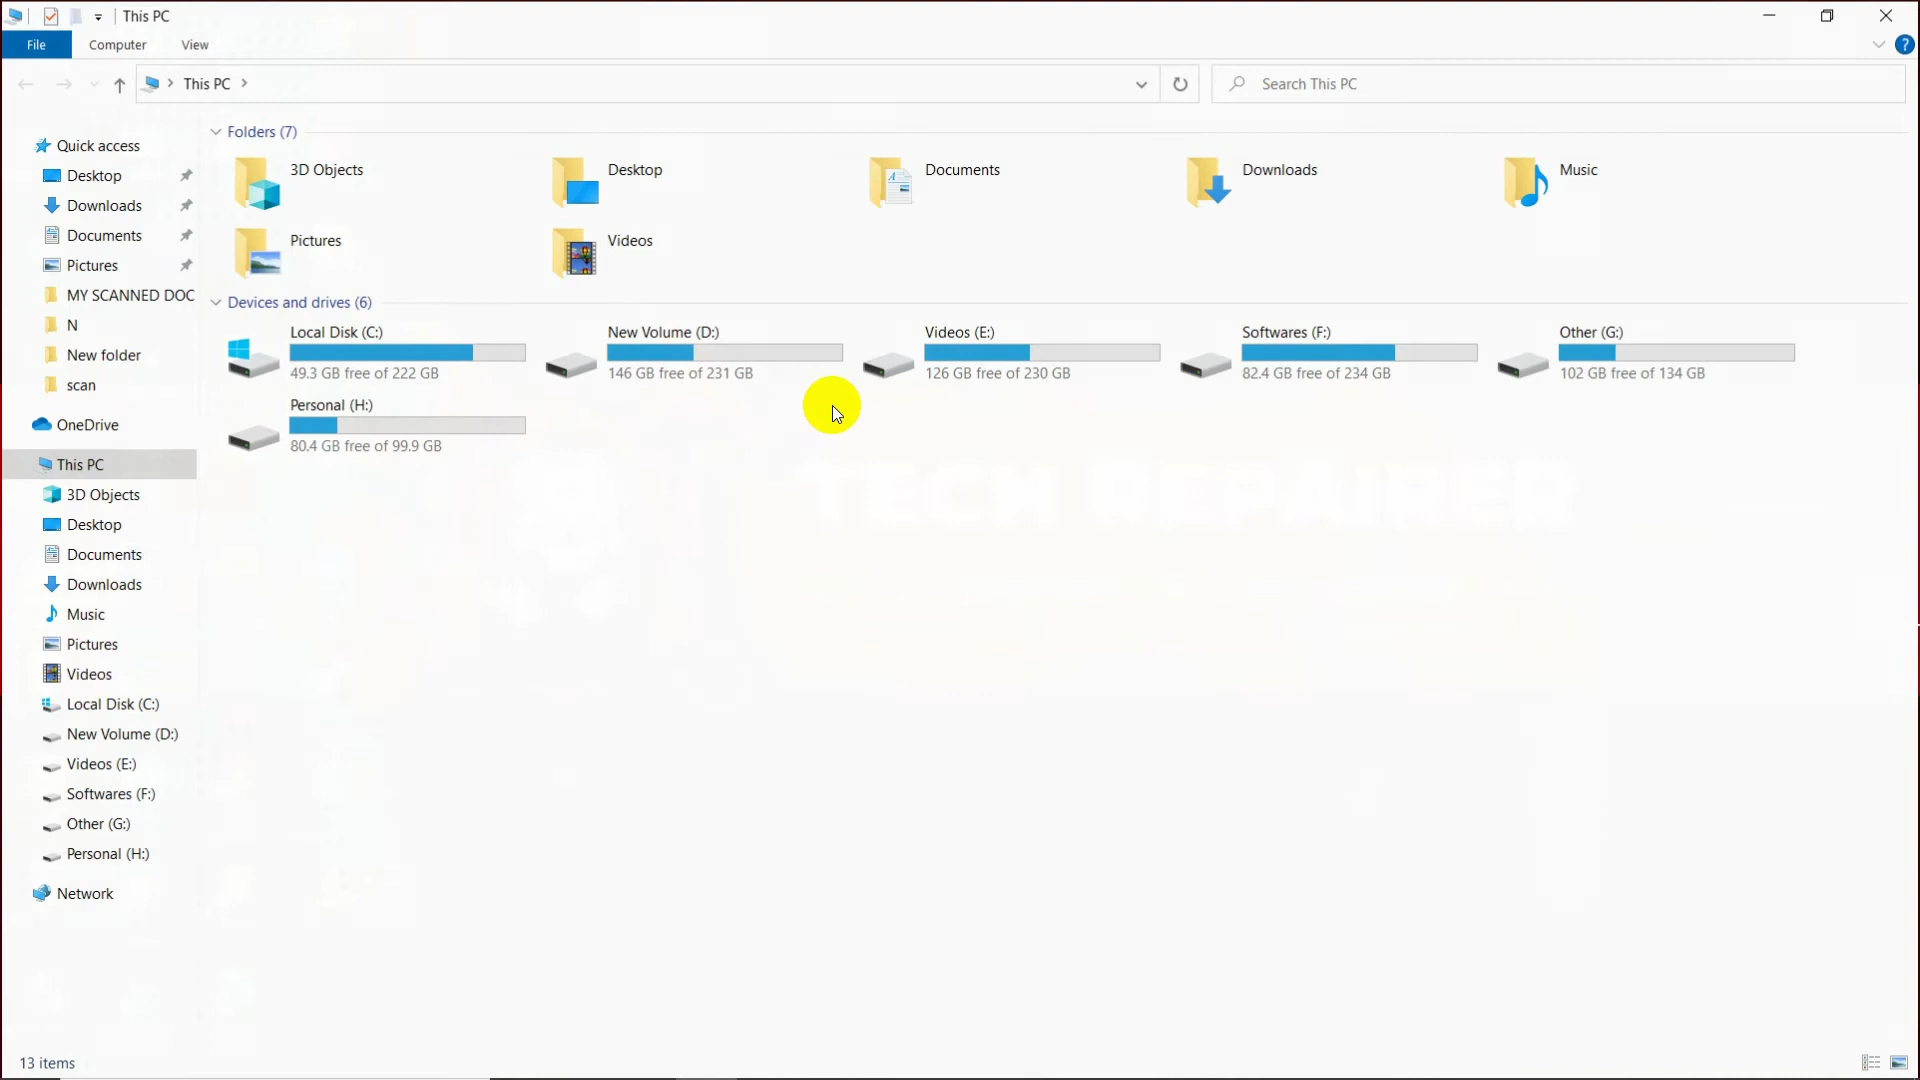 This PC
File
Computer
View
This PC
Search This PC
Quick access
Desktop
Downloads
Documents
Pictures
MY SCANNED DOC
N
New folder
scan
OneDrive
This PC
3D Objects
Desktop
Documents
Downloads
Music
Pictures
Videos
Local Disk (C:)
New Volume (D:)
Videos (E:)
Softwares (F:)
Other (G:)
Personal (H:)
Network
Folders (7)
3D Objects
Desktop
Documents
Downloads
Music
Pictures
Videos
Devices and drives (6)
Local Disk (C:)
49.3 GB free of 222 GB
New Volume (D:)
146 GB free of 231 GB
Videos (E:)
126 GB free of 230 GB
Softwares (F:)
82.4 GB free of 234 GB
Other (G:)
102 GB free of 134 GB
Personal (H:)
80.4 GB free of 99.9 GB
TECH REPAIRER
13 items